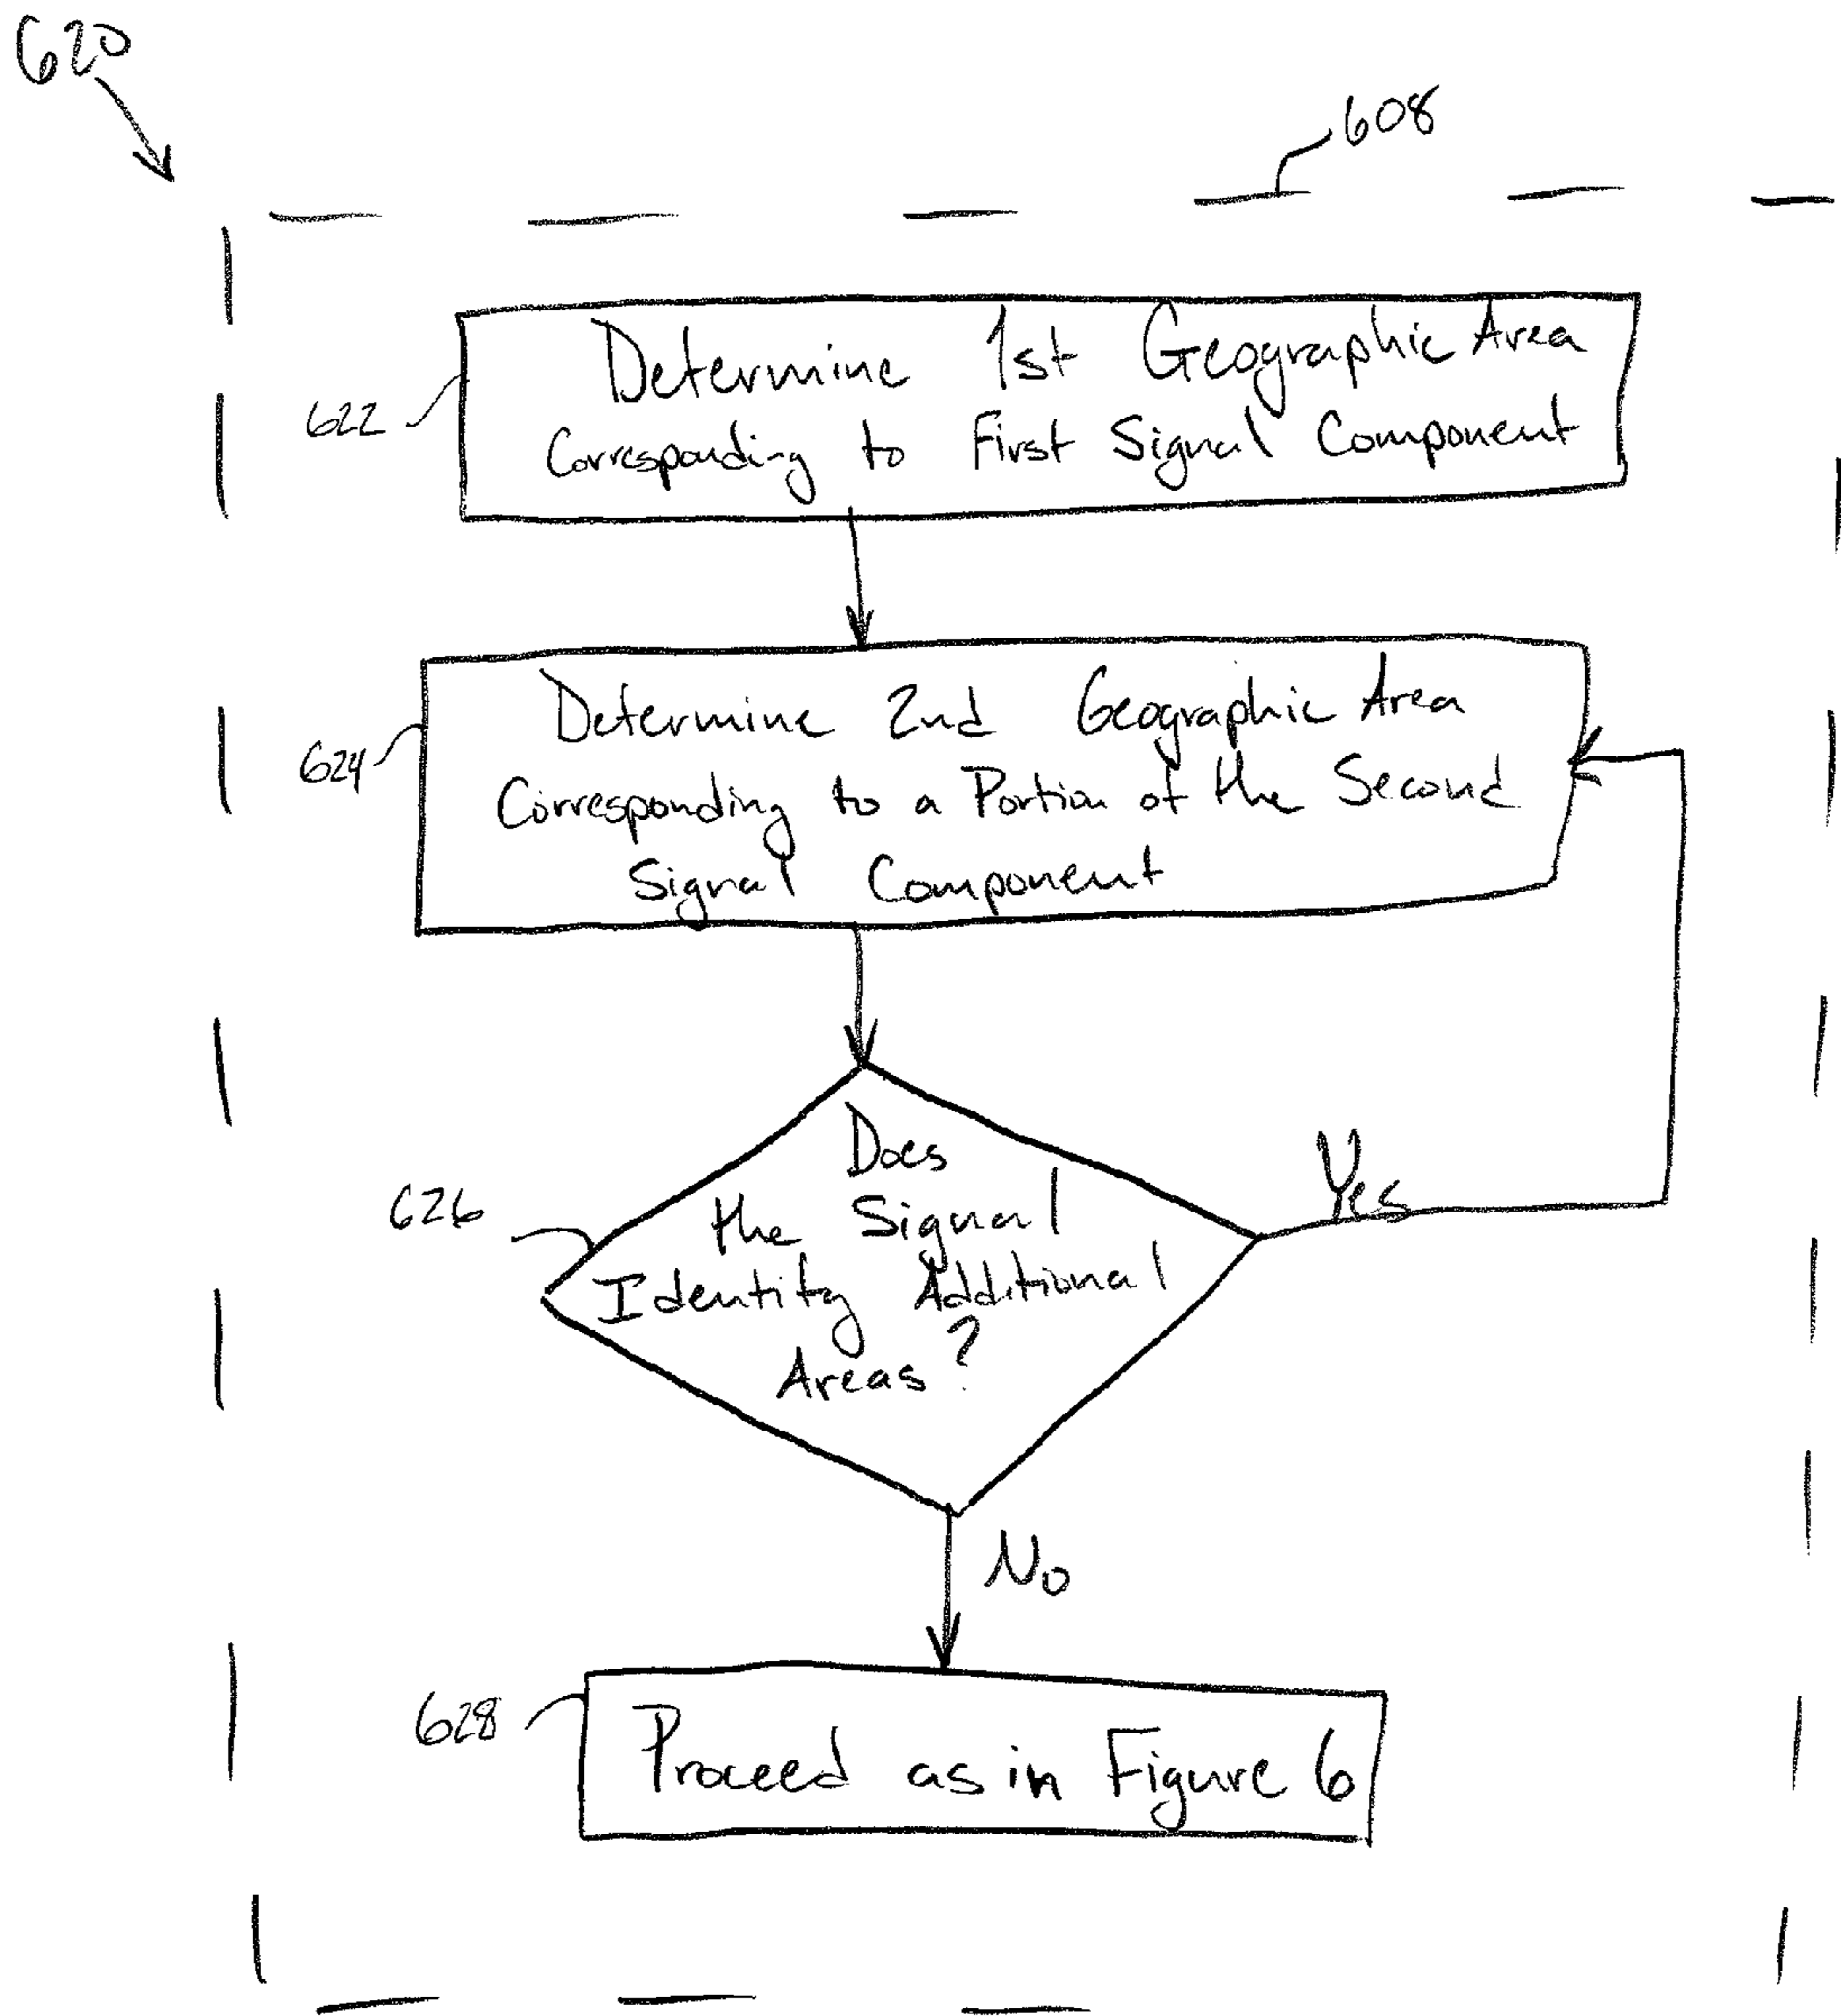 620
608
Determine 1st Geographic Area
Corresponding to First Signal Component
622
Determine 2nd Geographic Area
624
Corresponding to a Portion of the Second
Signal Component
Does
626
the Signal
Yes
Identity Additional
Areas?
No
628
Proceed as in Figure 6